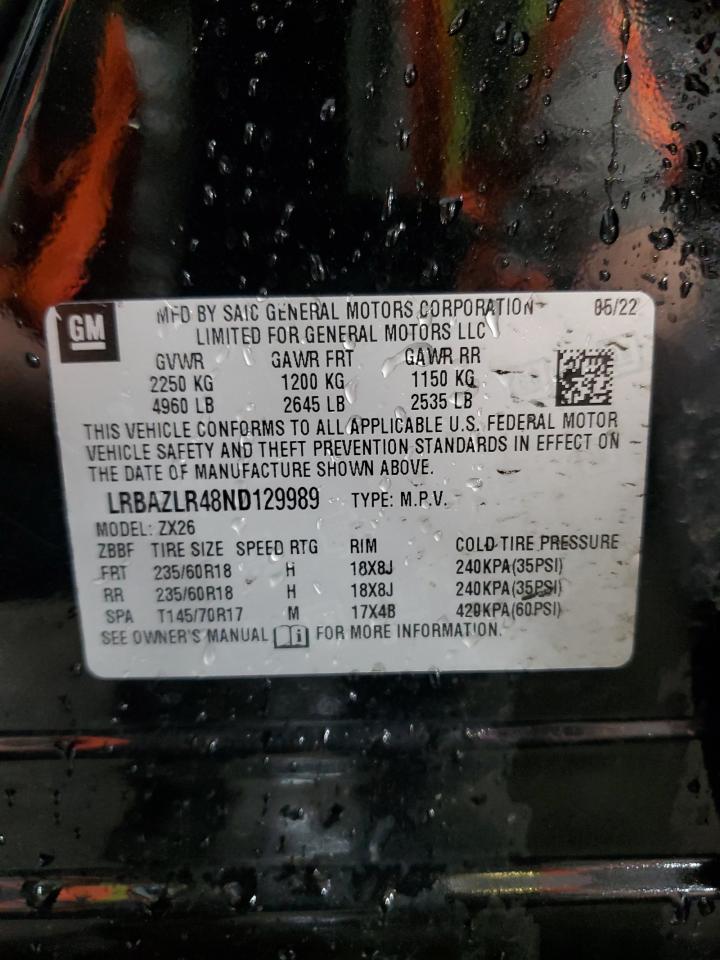 GM
MFD BY SAIC GENERAL MOTORS CORPORATION 05/22
LIMITED FOR GENERAL MOTORS LLC
GVWR GAWR FRT GAWR RR
2250 KG 1200 KG 1150 KG
4960 LB 2645 LB 2535 LB
THIS VEHICLE CONFORMS TO ALL APPLICABLE U.S. FEDERAL MOTOR
VEHICLE SAFETY AND THEFT PREVENTION STANDARDS IN EFFECT ON
THE DATE OF MANUFACTURE SHOWN ABOVE.
LRBAZLR48ND129989 TYPE: M.P.V.
MODEL: ZX26
ZBBF TIRE SIZE SPEED RTG RIM COLD TIRE PRESSURE
FRT 235/60R18 H 18X8J 240KPA(35PSI)
RR 235/60R18 H 18X8J 240KPA(35PSI)
SPA T145/70R17 M 17X4B 420KPA(60PSI)
SEE OWNER'S MANUAL i FOR MORE INFORMATION.